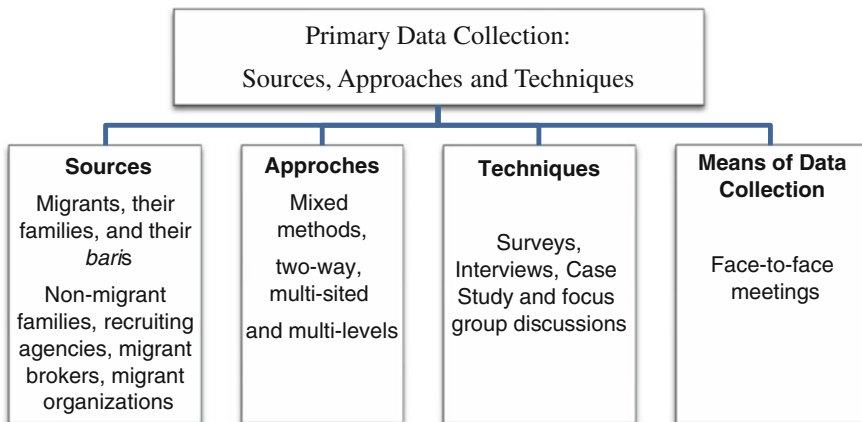 Primary Data Collection:
Sources, Approaches and Techniques
Sources
Migrants, their
families, and their
baris
Non-migrant
families, recruiting
agencies, migrant
brokers, migrant
organizations
Approches
Mixed
methods,
two-way,
multi-sited
and multi-levels
Techniques
Surveys,
Interviews, Case
Study and focus
group discussions
Means of Data
Collection
Face-to-face
meetings